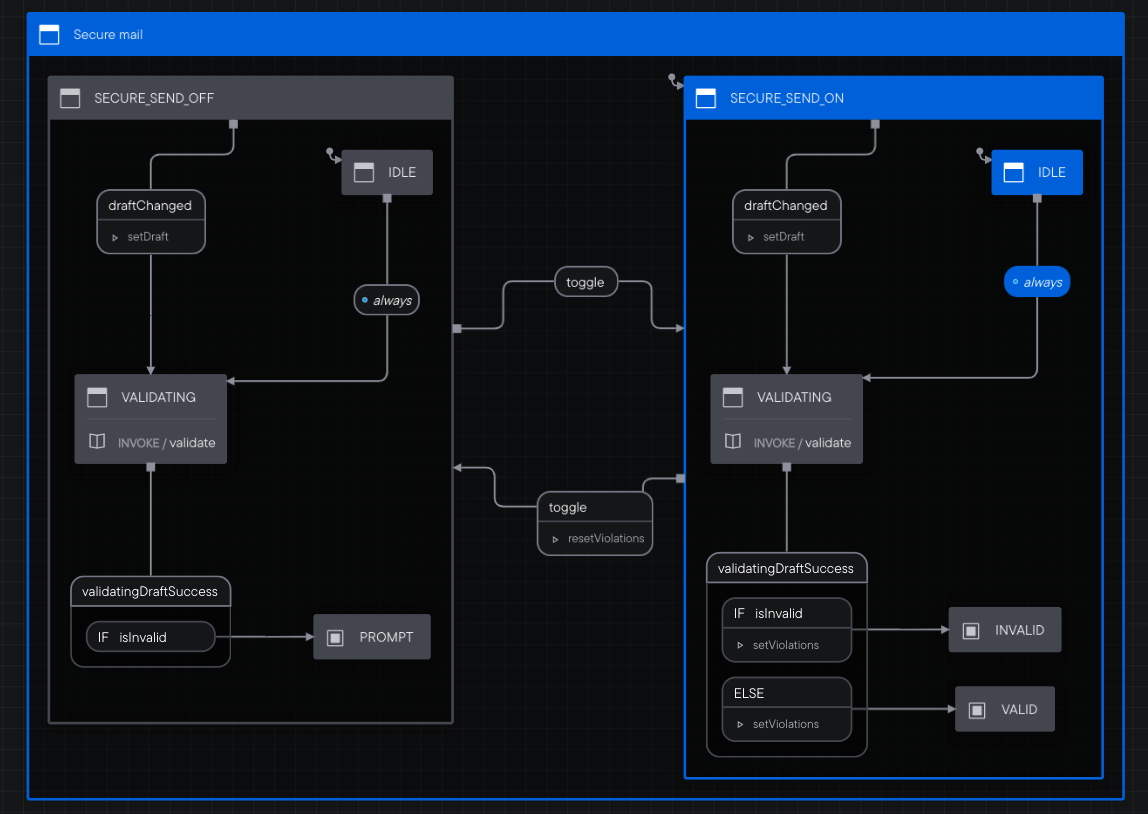 Secure mail
SECURE_SEND_OFF
IDLE
draftChanged
setDraft
always
VALIDATING
INVOKE / validate
validatingDraftSuccess
IF isInvalid
PROMPT
toggle
toggle
resetViolations
SECURE_SEND_ON
IDLE
draftChanged
setDraft
always
VALIDATING
INVOKE / validate
validatingDraftSuccess
IF isInvalid
setViolations
INVALID
ELSE
setViolations
VALID